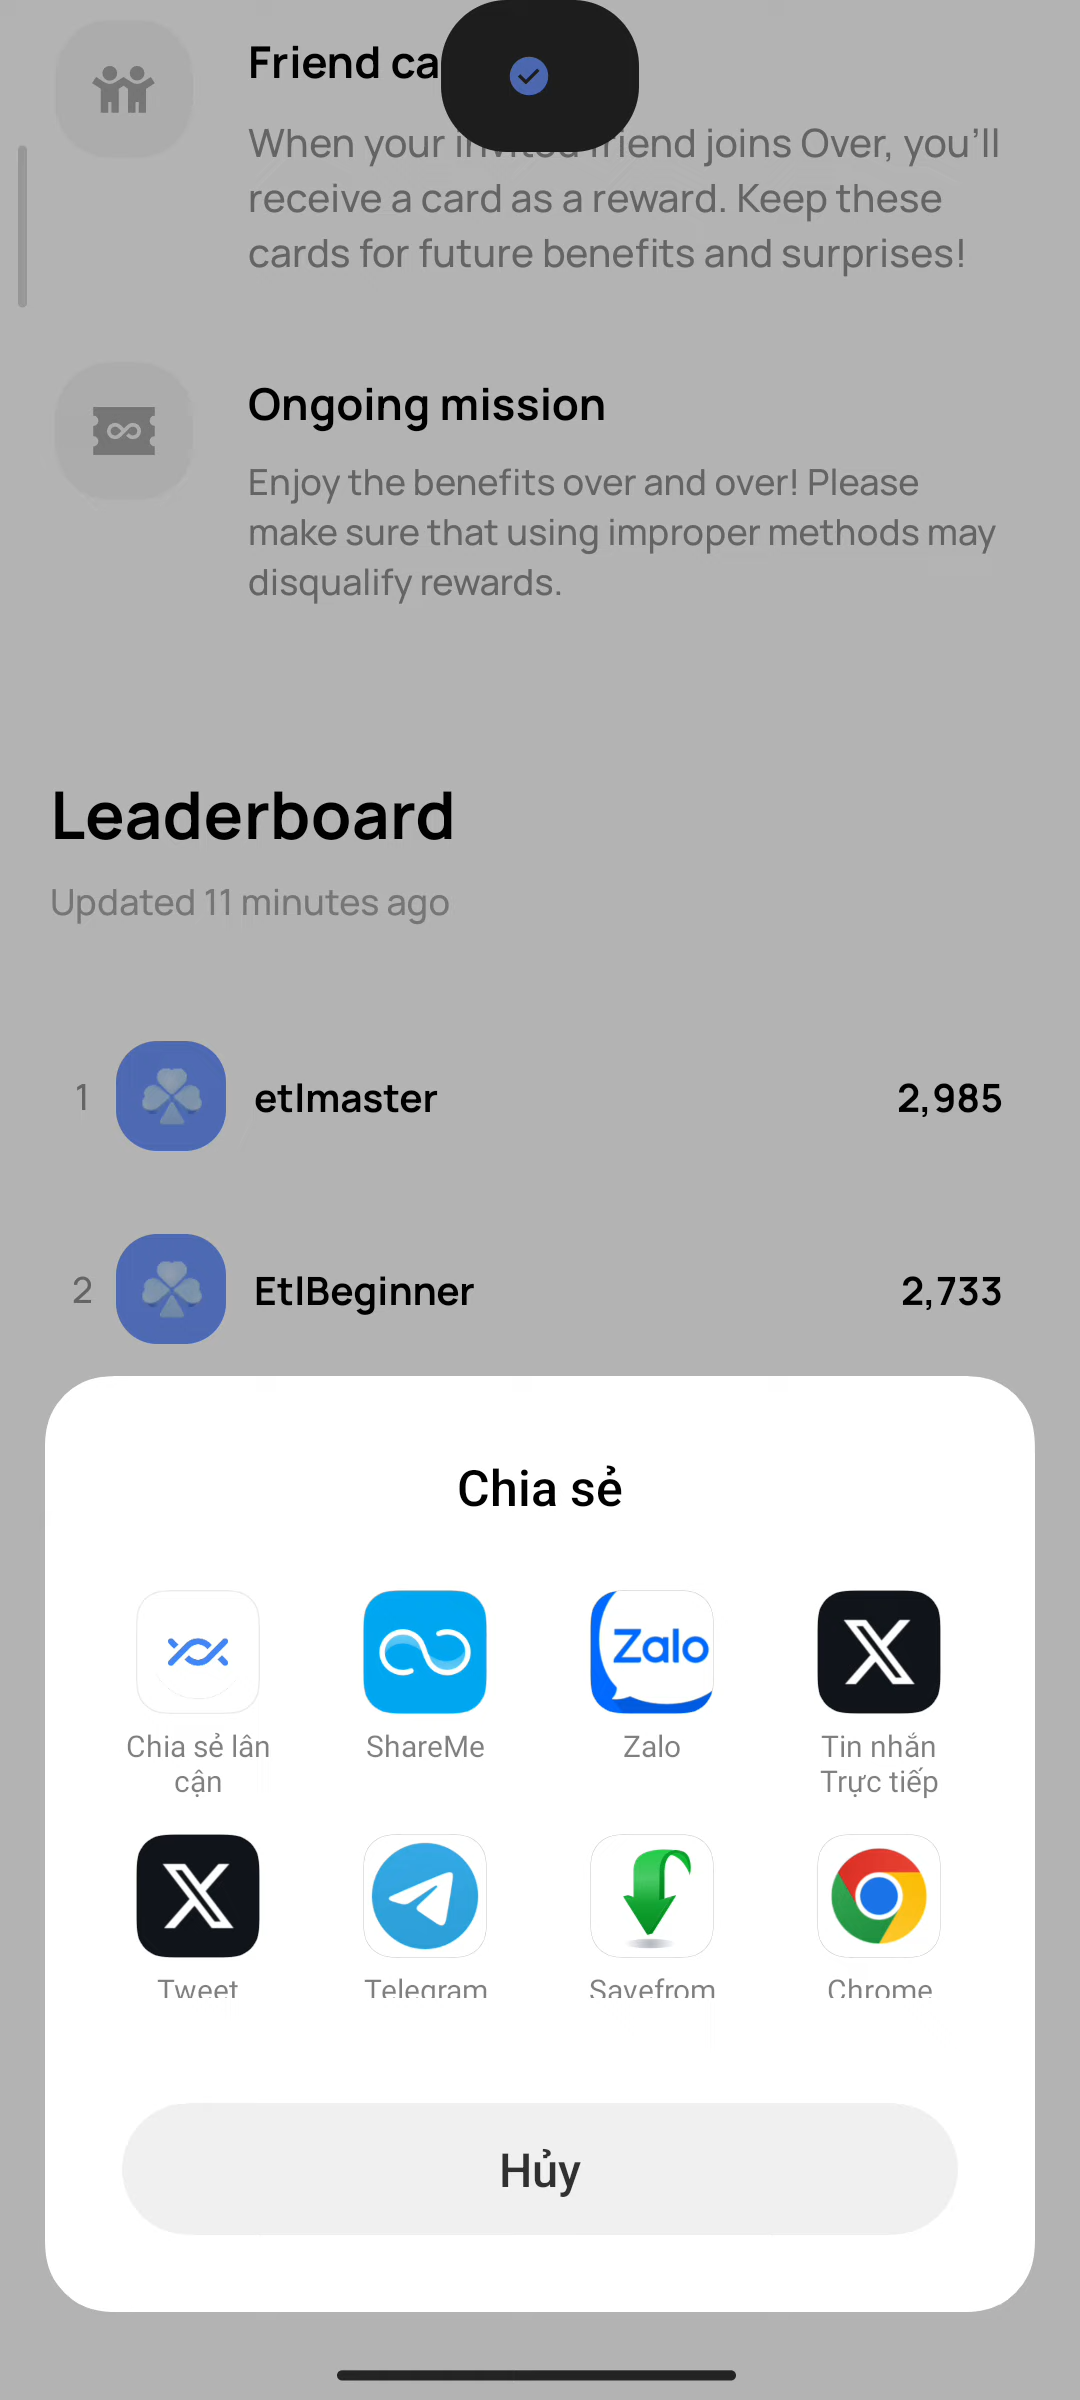 Friend ca
When your invited friend joins Over, you'll
receive a card as a reward. Keep these
cards for future benefits and surprises!
Ongoing mission
Enjoy the benefits over and over! Please
make sure that using improper methods may
disqualify rewards.
Leaderboard
Updated 11 minutes ago
1 etlmaster 2,985
2 EtlBeginner 2,733
Chia sẻ
Zalo
Chia sẻ lân
cận
ShareMe
Zalo
Tin nhắn
Trực tiếp
Tweet
Telegram
Savefrom
Chrome
Hủy